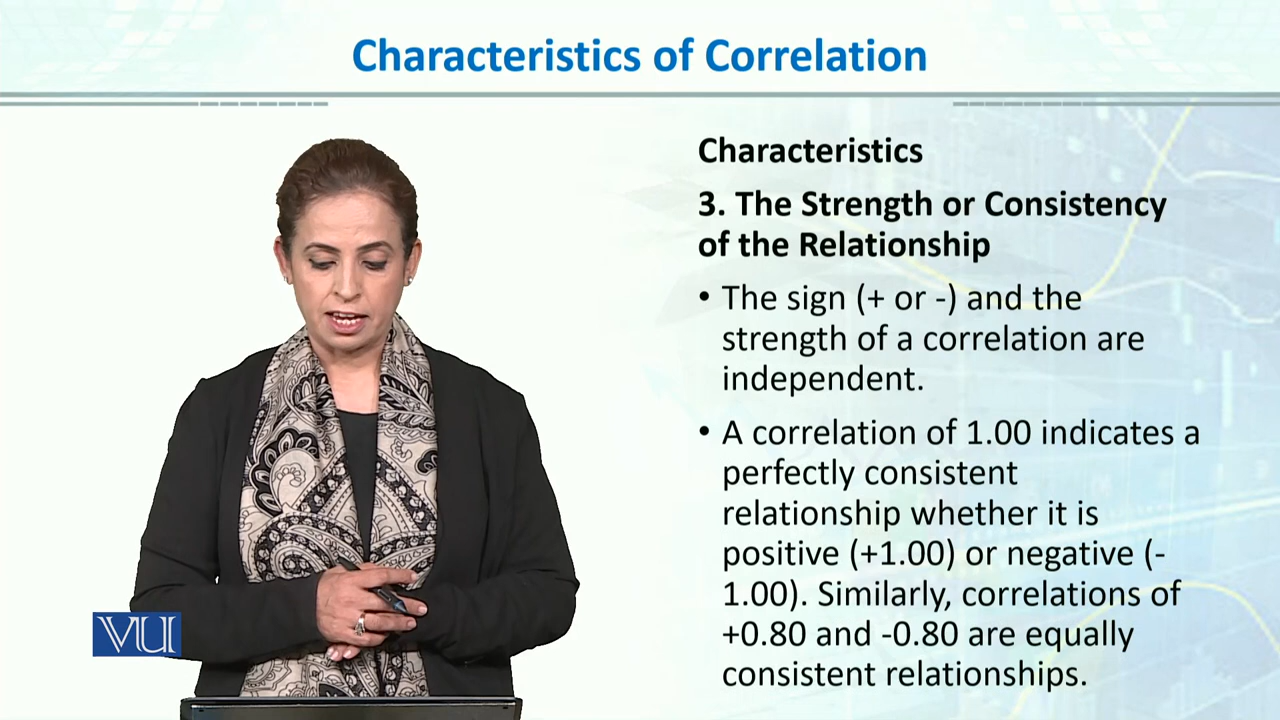 Characteristics of Correlation
Characteristics
3. The Strength or Consistency
of the Relationship
• The sign (+ or -) and the
strength of a correlation are
independent.
• A correlation of 1.00 indicates a
perfectly consistent
relationship whether it is
positive (+1.00) or negative (-
1.00). Similarly, correlations of
+0.80 and -0.80 are equally
consistent relationships.
VU